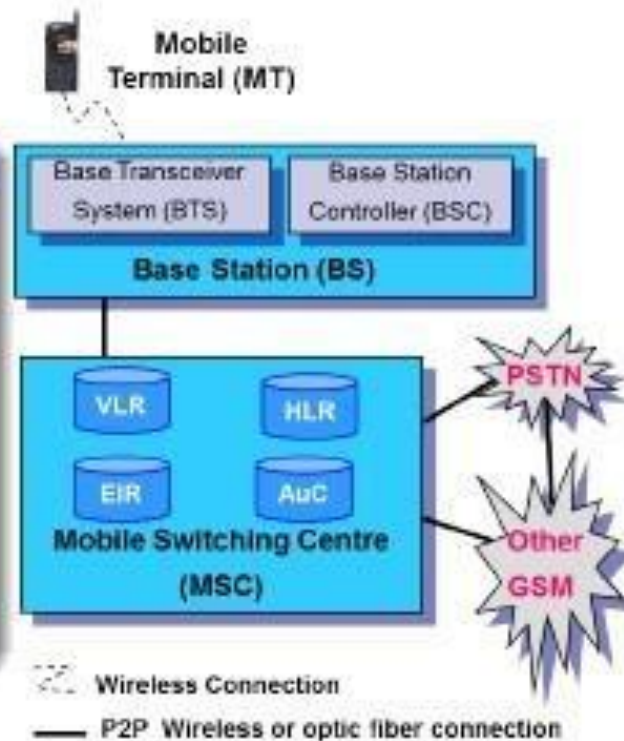 Mobile
Terminal (MT)
Base Transceiver
System (BTS)
Base Station
Controller (BSC)
Base Station (BS)
VLR
HLR
EIR
AuC
Mobile Switching Centre
(MSC)
PSTN
Other
GSM
Wireless Connection
P2P Wireless or optic fiber connection